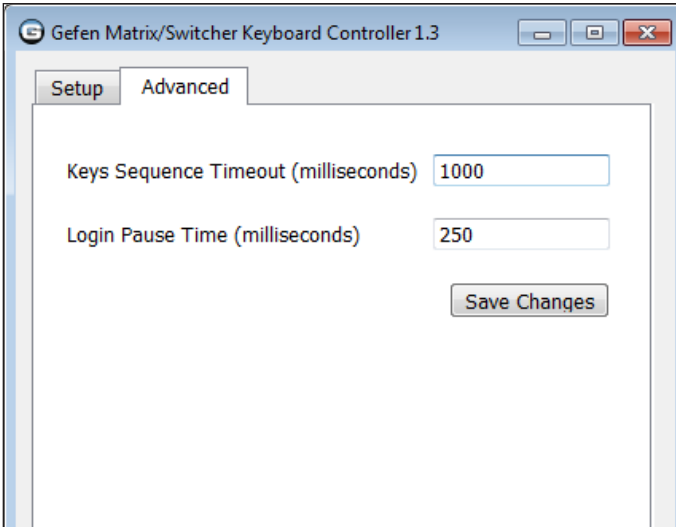 Gefen Matrix/Switcher Keyboard Controller 1.3
Setup Advanced
Keys Sequence Timeout (milliseconds) 1000
Login Pause Time (milliseconds) 250
Save Changes